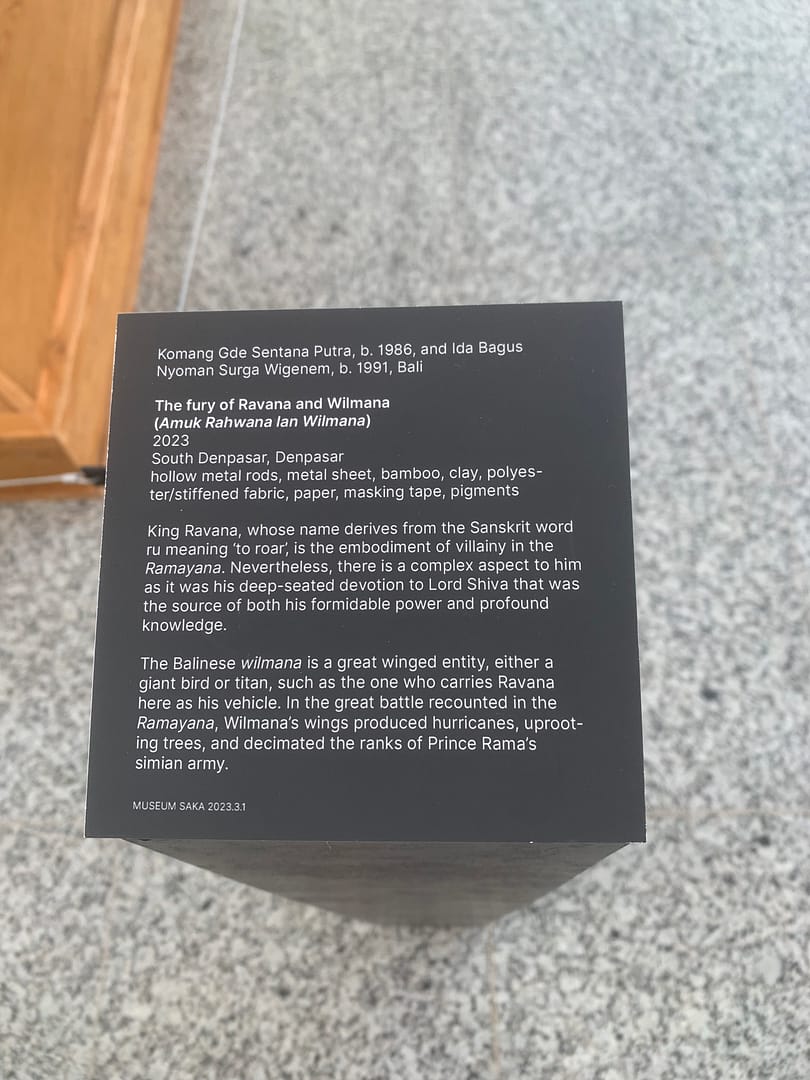 Komang Gde Sentana Putra, b. 1986, and Ida Bagus
Nyoman Surga Wigenem, b. 1991, Bali
The fury of Ravana and Wilmana
(Amuk Rahwana lan Wilmana)
2023
South Denpasar, Denpasar
hollow metal rods, metal sheet, bamboo, clay, polyes-
ter/stiffened fabric, paper, masking tape, pigments
King Ravana, whose name derives from the Sanskrit word
ru meaning ‘to roar’, is the embodiment of villainy in the
Ramayana. Nevertheless, there is a complex aspect to him
as it was his deep-seated devotion to Lord Shiva that was
the source of both his formidable power and profound
knowledge.
The Balinese wilmana is a great winged entity, either a
giant bird or titan, such as the one who carries Ravana
here as his vehicle. In the great battle recounted in the
Ramayana, Wilmana’s wings produced hurricanes, uproot-
ing trees, and decimated the ranks of Prince Rama’s
simian army.
MUSEUM SAKA 2023.3.1